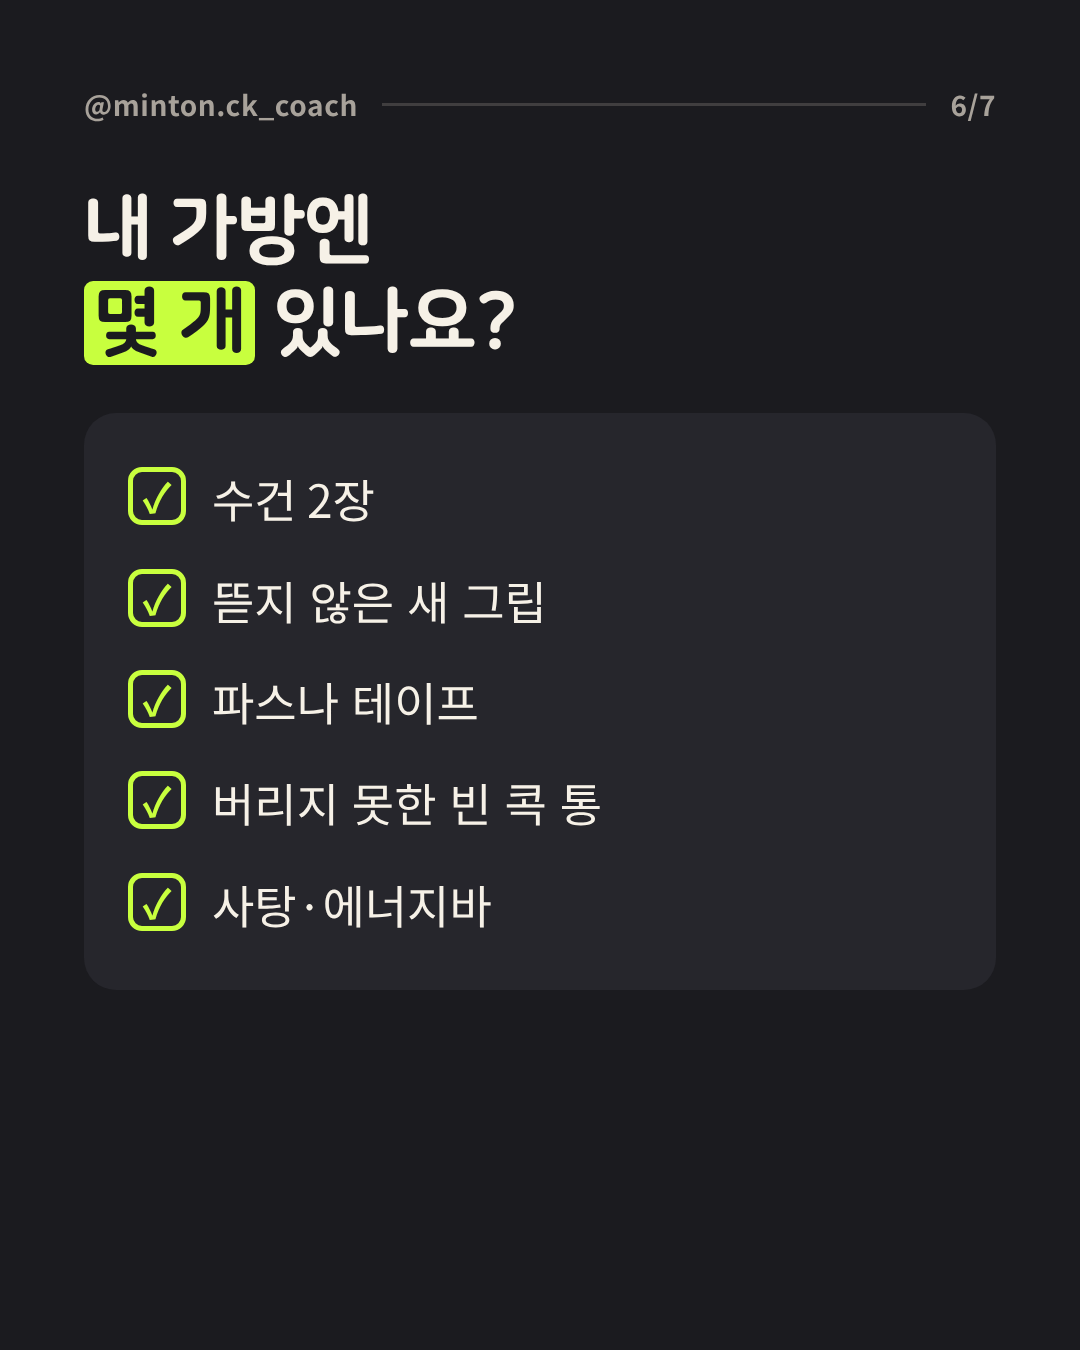 @minton.ck_coach 6/7
내 가방엔
몇 개 있나요?
수건 2장
뜯지 않은 새 그립
파스나 테이프
버리지 못한 빈 콕 통
사탕·에너지바